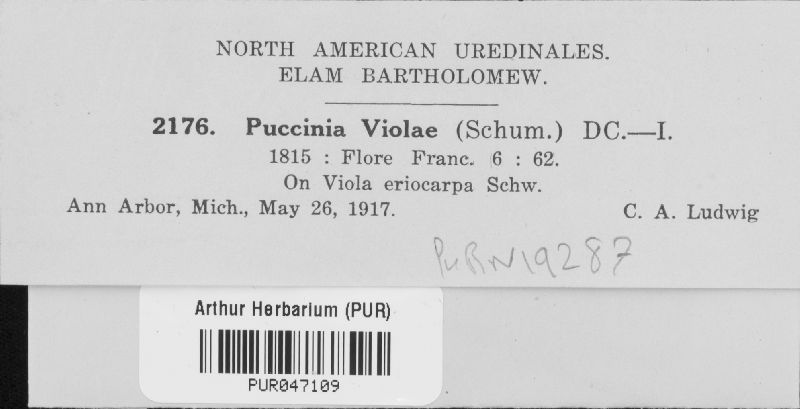 NORTH AMERICAN UREDINALES.
ELAM BARTHOLOMEW.
2176. Puccinia Violae (Schum.) DC.—I.
1815 : Flore Franc. 6 : 62.
On Viola eriocarpa Schw.
Ann Arbor, Mich., May 26, 1917. C. A. Ludwig
PURN19287
Arthur Herbarium (PUR)
PUR047109